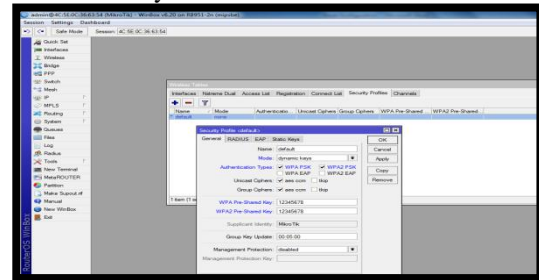 admin@4C:5E:0C:36:63:54 (MikroTik) - WinBox v6.20 on RB951-2n (mipsbe)
Session Settings Dashboard
Safe Mode Session: 4C:5E:0C:36:63:54
Quick Set
Interfaces
Wireless
Bridge
PPP
Switch
Mesh
IP
MPLS
Routing
System
Queues
Files
Log
Radius
Tools
New Terminal
MetaROUTER
Partition
Make Supout.rif
Manual
New WinBox
Exit
RouterOS WinBox
Wireless Tables
Interfaces Nstreme Dual Access List Registration Connect List Security Profiles Channels
Name Mode Authenticatio... Unicast Ciphers Group Ciphers WPA Pre-Shared ... WPA2 Pre-Shared...
default none
Security Profile <default>
General RADIUS EAP Static Keys
Name: default
Mode: dynamic keys
Authentication Types: WPA PSK WPA2 PSK
WPA EAP WPA2 EAP
Unicast Ciphers: aes ccm tkip
Group Ciphers: aes ccm tkip
WPA Pre-Shared Key: 12345678
WPA2 Pre-Shared Key: 12345678
Supplicant Identity: MikroTik
Group Key Update: 00:05:00
Management Protection: disabled
Management Protection Key:
OK
Cancel
Apply
Copy
Remove